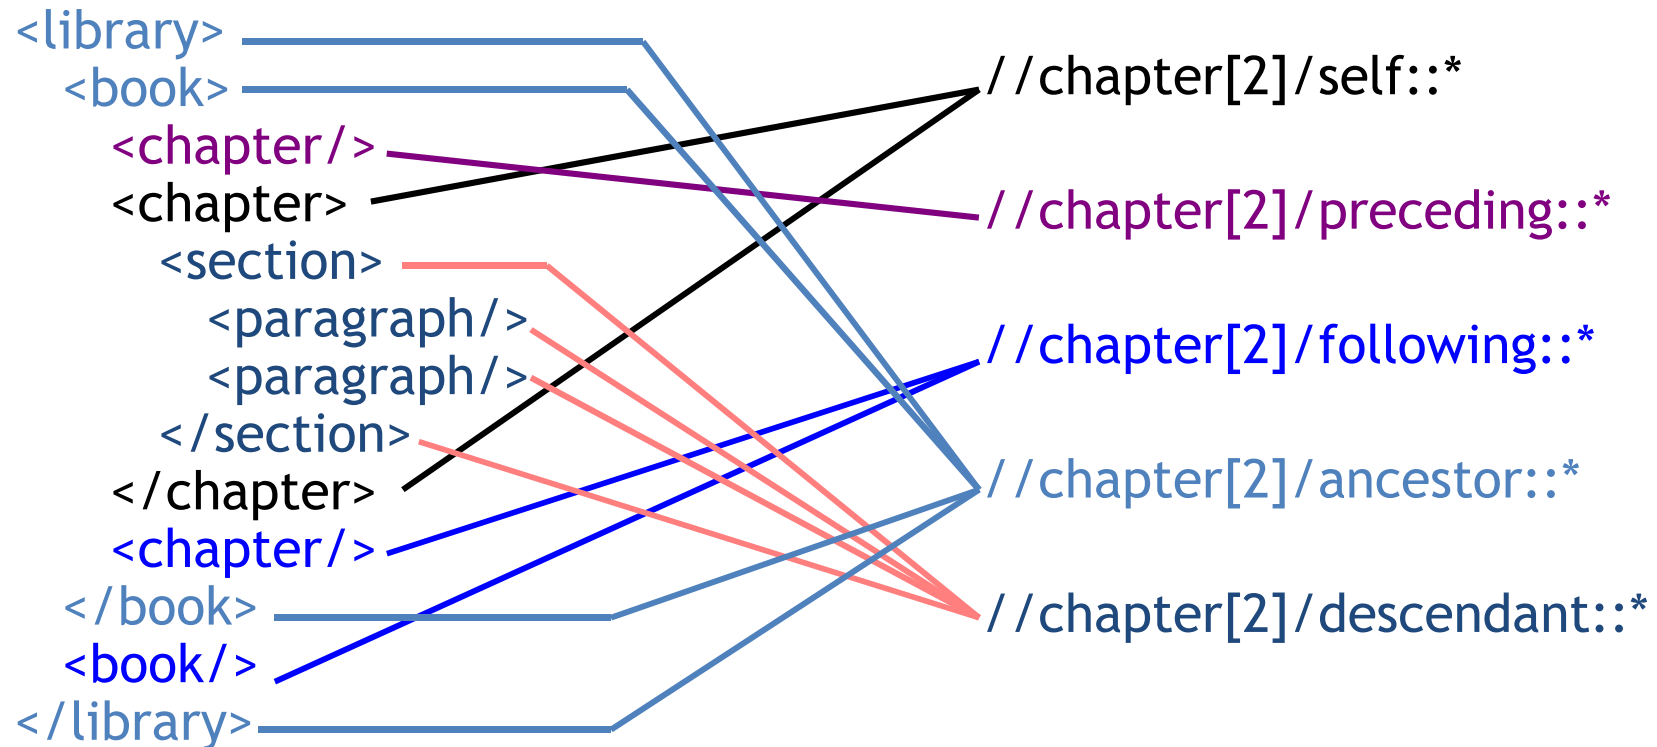 <library>
<book>
<chapter/>
<chapter>
<section>
<paragraph/>
<paragraph/>
</section>
</chapter>
<chapter/>
</book>
<book/>
</library>
//chapter[2]/self::*
//chapter[2]/preceding::*
//chapter[2]/following::*
//chapter[2]/ancestor::*
//chapter[2]/descendant::*